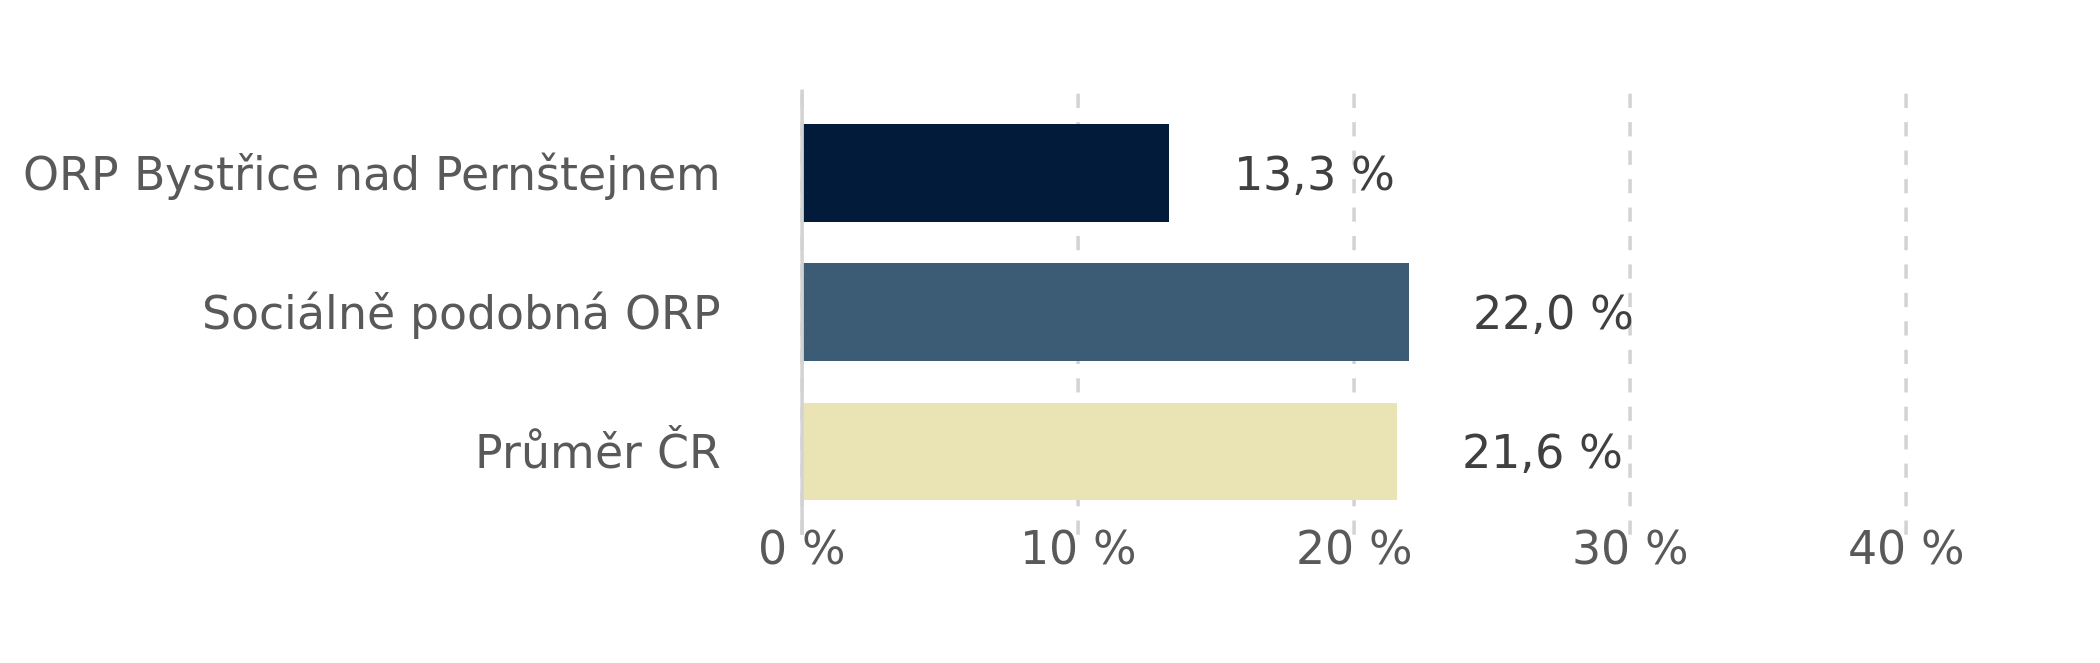 ORP Bystřice nad Pernštejnem 13,3 %
Sociálně podobná ORP 22,0 %
Průměr ČR 21,6 %
0 % 10 % 20 % 30 % 40 %